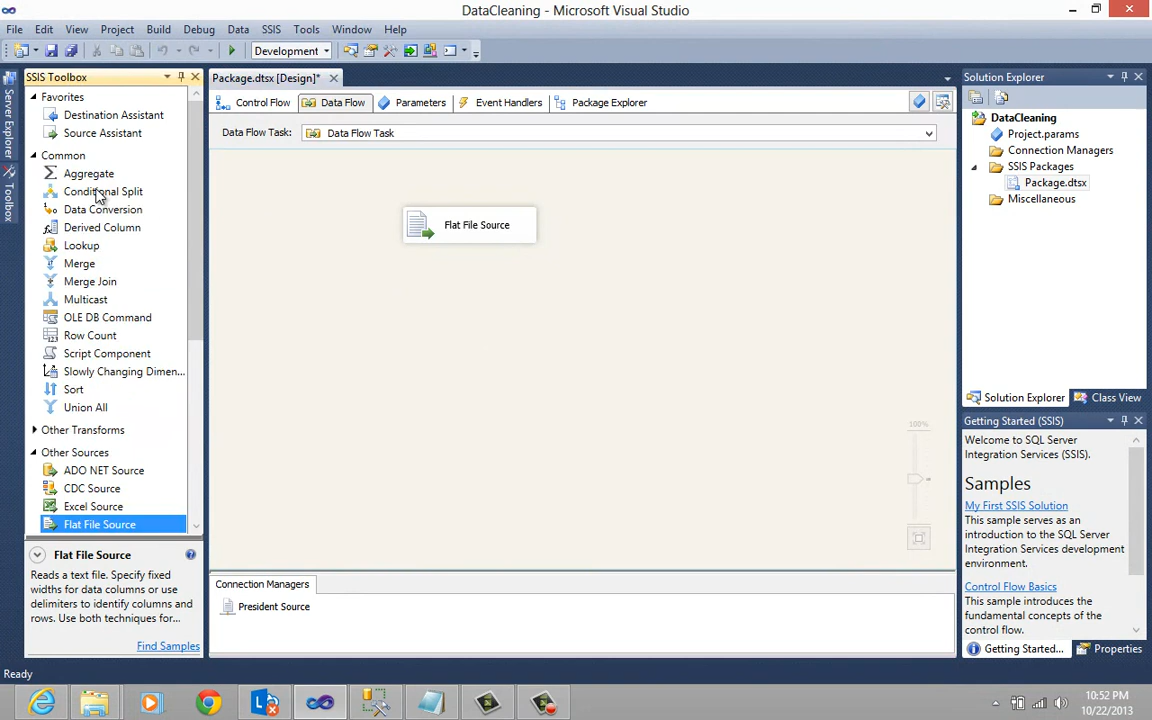 DataCleaning - Microsoft Visual Studio
File Edit View Project Build Debug Data SSIS Tools Window Help
Development
SSIS Toolbox
Server Explorer
Toolbox
Favorites
Destination Assistant
Source Assistant
Common
Aggregate
Conditional Split
Data Conversion
Derived Column
Lookup
Merge
Merge Join
Multicast
OLE DB Command
Row Count
Script Component
Slowly Changing Dimen...
Sort
Union All
Other Transforms
Other Sources
ADO NET Source
CDC Source
Excel Source
Flat File Source
Flat File Source
Reads a text file. Specify fixed
widths for data columns or use
delimiters to identify columns and
rows. Use both techniques for...
Find Samples
Package.dtsx [Design]*
Control Flow Data Flow Parameters Event Handlers Package Explorer
Data Flow Task: Data Flow Task
Flat File Source
100%
Connection Managers
President Source
Solution Explorer
DataCleaning
Project.params
Connection Managers
SSIS Packages
Package.dtsx
Miscellaneous
Solution Explorer Class View
Getting Started (SSIS)
Welcome to SQL Server
Integration Services (SSIS).
Samples
My First SSIS Solution
This sample serves as an
introduction to the SQL Server
Integration Services development
environment.
Control Flow Basics
This sample introduces the
fundamental concepts of the
control flow.
Getting Started... Properties
Ready
10:52 PM
10/22/2013